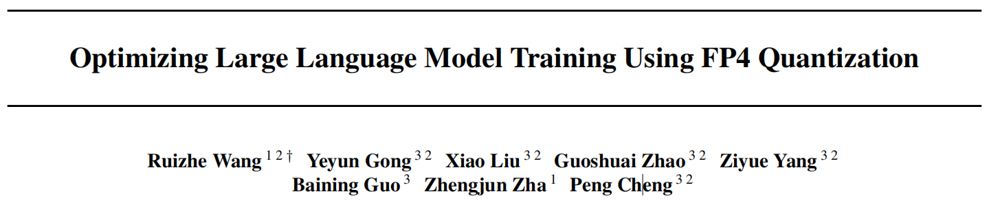 Optimizing Large Language Model Training Using FP4 Quantization
Ruizhe Wang 1 2 † Yeyun Gong 3 2 Xiao Liu 3 2 Guoshuai Zhao 3 2 Ziyue Yang 3 2
Baining Guo 3 Zhengjun Zha 1 Peng Cheng 3 2